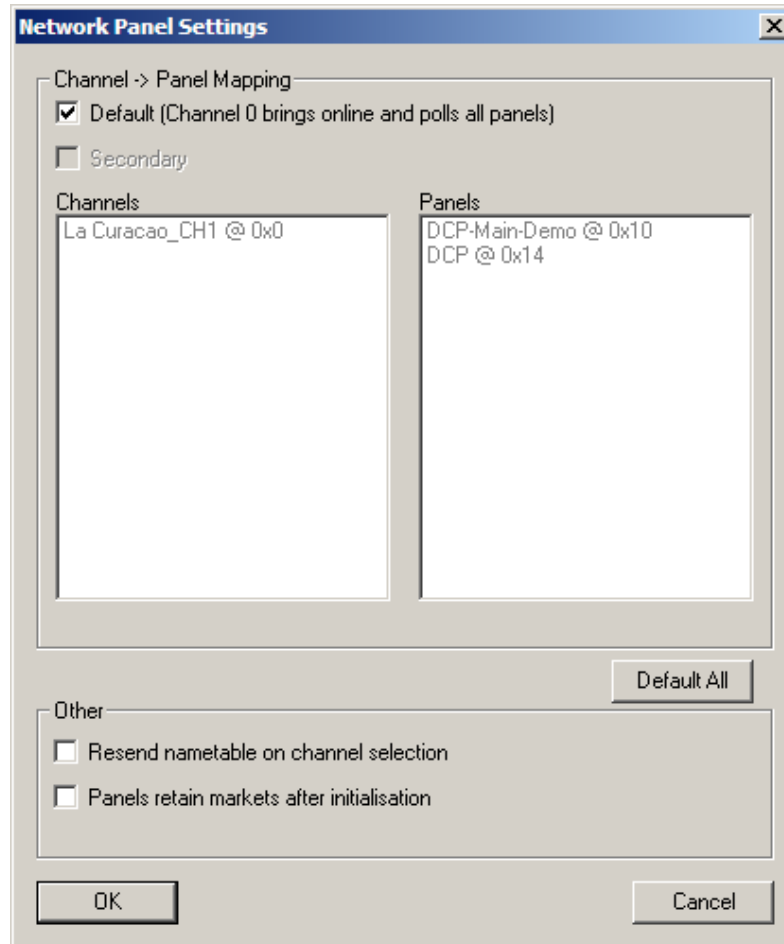 Network Panel Settings
Channel -> Panel Mapping
Default (Channel 0 brings online and polls all panels)
Secondary
Channels
La Curacao_CH1 @ 0x0
Panels
DCP-Main-Demo @ 0x10
DCP @ 0x14
Default All
Other
Resend nametable on channel selection
Panels retain markets after initialisation
OK
Cancel